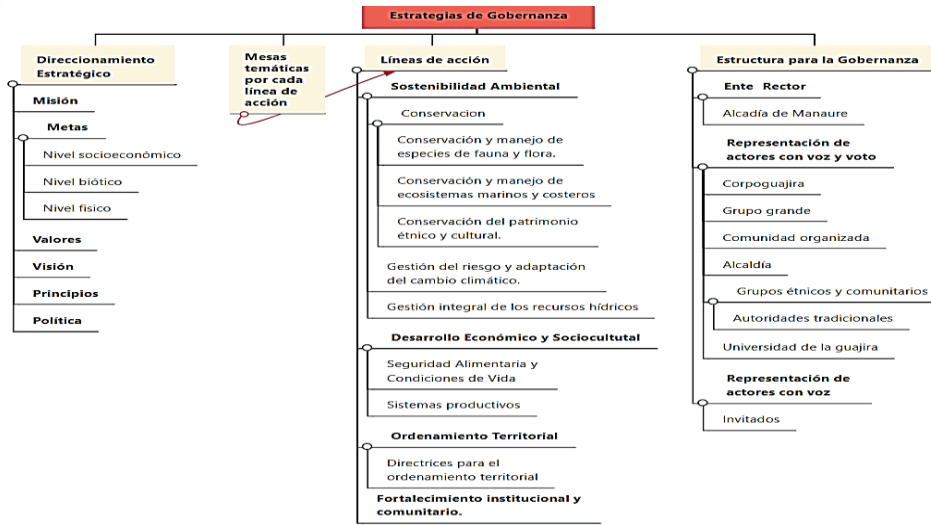 Estrategias de Gobernanza
Direccionamiento
Estratégico
Misión
Metas
Nivel socioeconómico
Nivel biótico
Nivel fisico
Valores
Visión
Principios
Política
Mesas
temáticas
por cada
línea de
acción
Líneas de acción
Sostenibilidad Ambiental
Conservacion
Conservación y manejo de
especies de fauna y flora.
Conservación y manejo de
ecosistemas marinos y costeros
Conservación del patrimonio
étnico y cultural.
Gestión del riesgo y adaptación
del cambio climático.
Gestión integral de los recursos hídricos
Desarrollo Económico y Sociocultutal
Seguridad Alimentaria y
Condiciones de Vida
Sistemas productivos
Ordenamiento Territorial
Directrices para el
ordenamiento territorial
Fortalecimiento institucional y
comunitario.
Estructura para la Gobernanza
Ente Rector
Alcadía de Manaure
Representación de
actores con voz y voto
Corpoguajira
Grupo grande
Comunidad organizada
Alcaldía
Grupos étnicos y comunitarios
Autoridades tradicionales
Universidad de la guajira
Representación de
actores con voz
Invitados